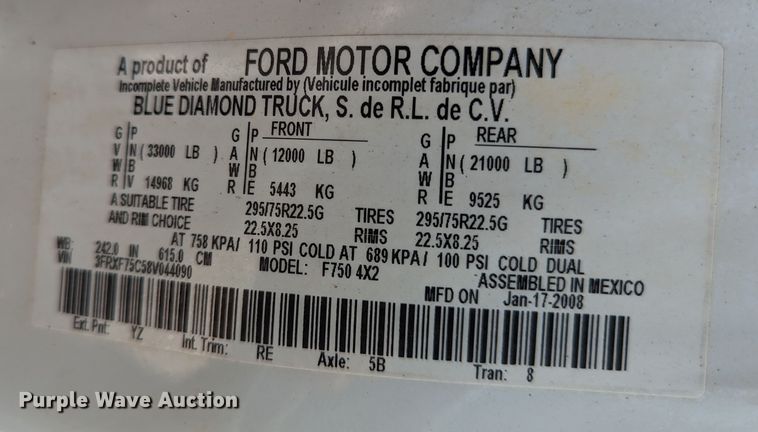 A product of FORD MOTOR COMPANY
Incomplete Vehicle Manufactured by (Vehicule incomplet fabrique par)
BLUE DIAMOND TRUCK, S. de R.L. de C.V.
G P FRONT G P REAR
V N ( 33000 LB ) A N ( 12000 LB ) A N ( 21000 LB )
W B W B W B
R V 14968 KG R E 5443 KG R E 9525 KG
A SUITABLE TIRE 295/75R22.5G TIRES 295/75R22.5G TIRES
AND RIM CHOICE 22.5X8.25 RIMS 22.5X8.25 RIMS
AT 758 KPA/ 110 PSI COLD AT 689 KPA/ 100 PSI COLD DUAL
WB: 242.0 IN 615.0 CM MODEL: F750 4X2 ASSEMBLED IN MEXICO
VIN 3FRXF75C58V044090 MFD ON Jan-17-2008
Ext. Pnt: YZ Int. Trim: RE Axle: 5B Tran: 8
Purple Wave Auction